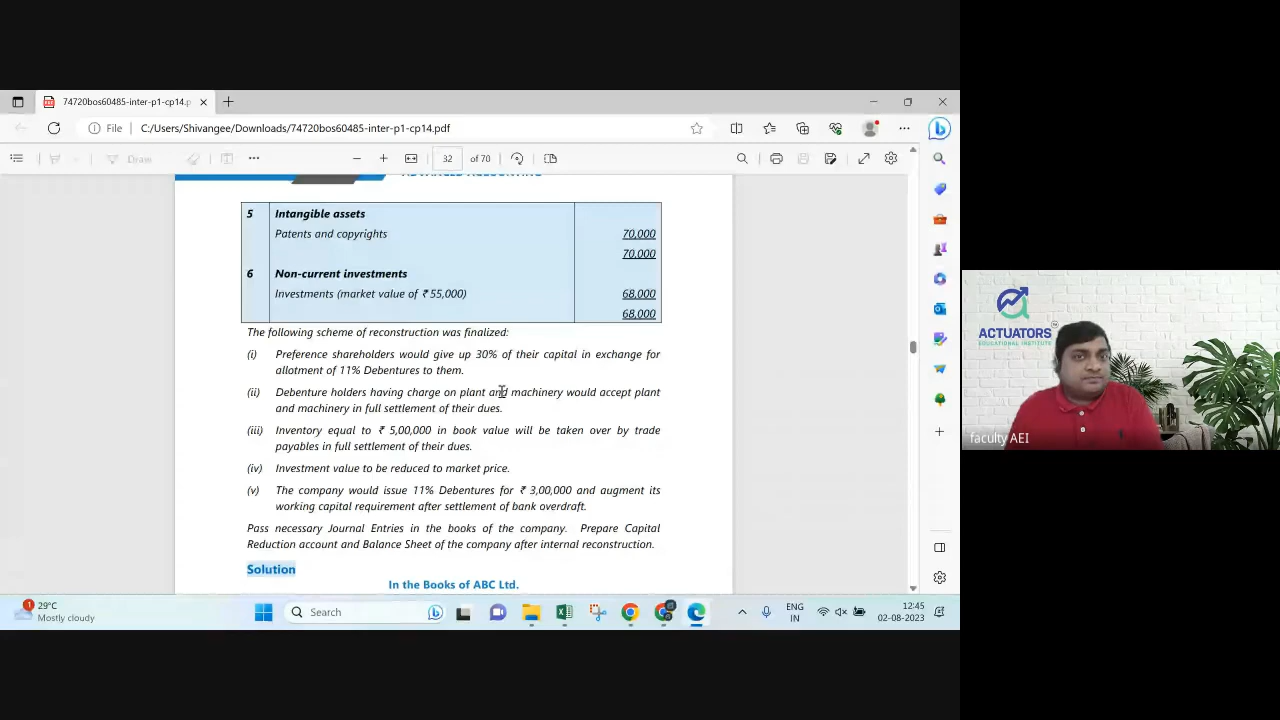 74720bos60485-inter-p1-cp14.p
File
C:/Users/Shivangee/Downloads/74720bos60485-inter-p1-cp14.pdf
Draw
32 of 70
ADVANCED ACCOUNTING
5 Intangible assets
Patents and copyrights 70,000
70,000
6 Non-current investments
Investments (market value of ₹ 55,000) 68,000
68,000
The following scheme of reconstruction was finalized:
(i) Preference shareholders would give up 30% of their capital in exchange for
allotment of 11% Debentures to them.
(ii) Debenture holders having charge on plant and machinery would accept plant
and machinery in full settlement of their dues.
(iii) Inventory equal to ₹ 5,00,000 in book value will be taken over by trade
payables in full settlement of their dues.
(iv) Investment value to be reduced to market price.
(v) The company would issue 11% Debentures for ₹ 3,00,000 and augment its
working capital requirement after settlement of bank overdraft.
Pass necessary Journal Entries in the books of the company. Prepare Capital
Reduction account and Balance Sheet of the company after internal reconstruction.
Solution
In the Books of ABC Ltd.
ACTUATORS
EDUCATIONAL INSTITUTE
faculty AEI
1
29°C
Mostly cloudy
Search
ENG
IN
12:45
02-08-2023